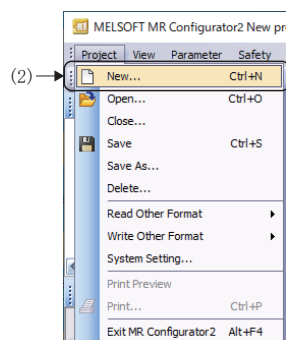 MELSOFT MR Configurator2 New pr
Project View Parameter Safety
(2) New... Ctrl+N
Open... Ctrl+O
Close...
Save Ctrl+S
Save As...
Delete...
Read Other Format
Write Other Format
System Setting...
Print Preview
Print... Ctrl+P
Exit MR Configurator2 Alt+F4